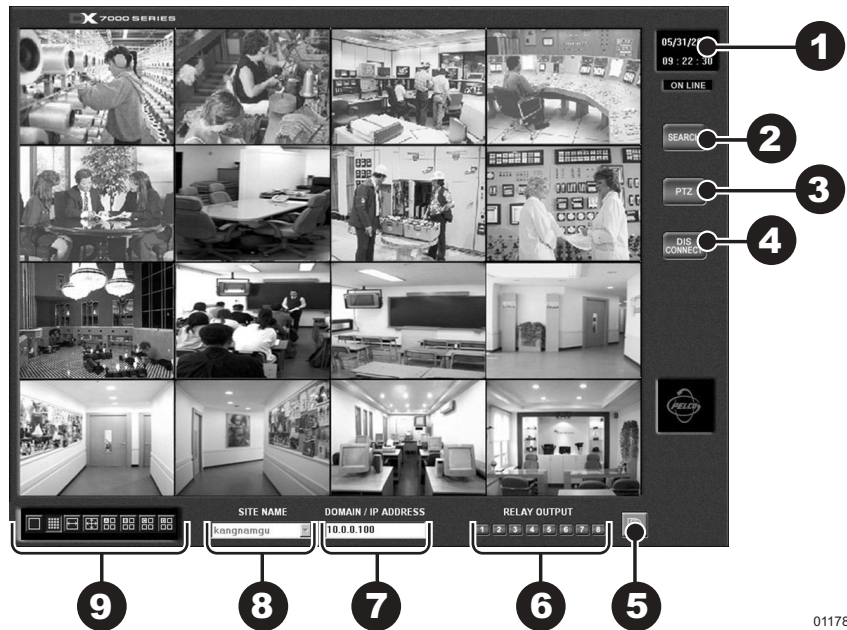 DX 7000 SERIES
05/31/2
09 : 22 : 30
ON LINE
1
SEARCH
2
PTZ
3
DIS
CONNECT
4
PELCO
SITE NAME
DOMAIN / IP ADDRESS
RELAY OUTPUT
kangnamgu
10.0.0.100
1 2 3 4 5 6 7 8
9
8
7
6
5
01178